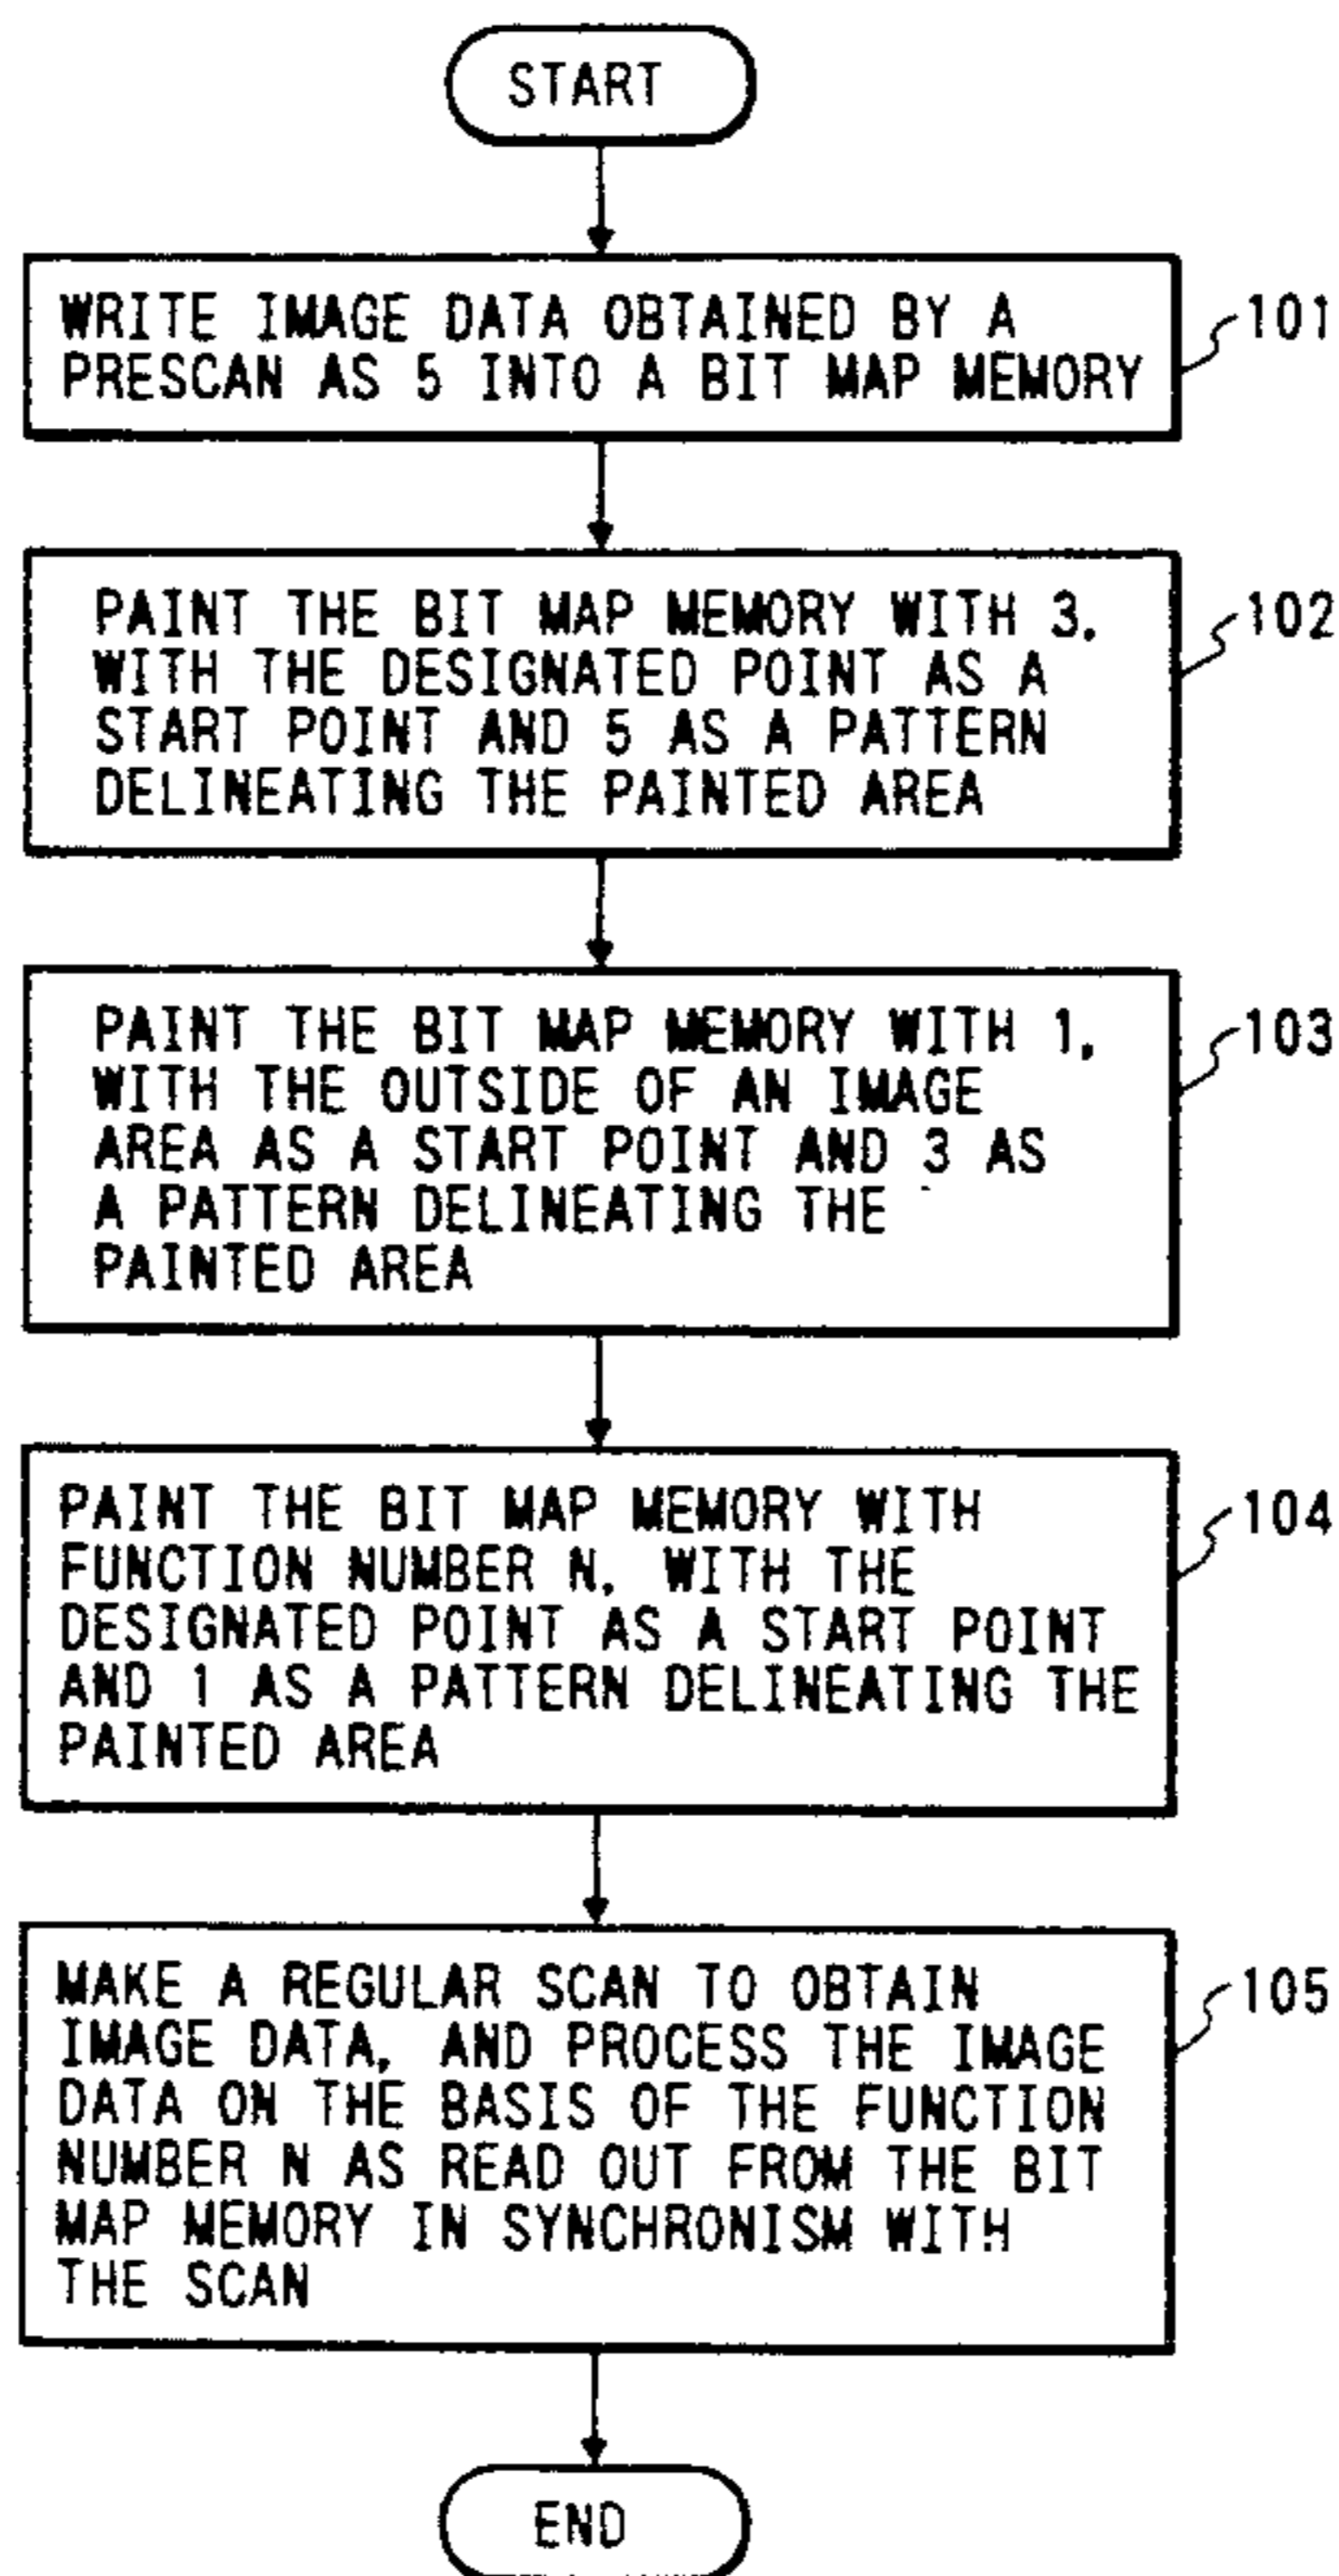 START
WRITE IMAGE DATA OBTAINED BY A
PRESCAN AS 5 INTO A BIT MAP MEMORY
101
PAINT THE BIT MAP MEMORY WITH 3,
WITH THE DESIGNATED POINT AS A
START POINT AND 5 AS A PATTERN
DELINEATING THE PAINTED AREA
102
PAINT THE BIT MAP MEMORY WITH 1,
WITH THE OUTSIDE OF AN IMAGE
AREA AS A START POINT AND 3 AS
A PATTERN DELINEATING THE
PAINTED AREA
103
PAINT THE BIT MAP MEMORY WITH
FUNCTION NUMBER N, WITH THE
DESIGNATED POINT AS A START POINT
AND 1 AS A PATTERN DELINEATING THE
PAINTED AREA
104
MAKE A REGULAR SCAN TO OBTAIN
IMAGE DATA, AND PROCESS THE IMAGE
DATA ON THE BASIS OF THE FUNCTION
NUMBER N AS READ OUT FROM THE BIT
MAP MEMORY IN SYNCHRONISM WITH
THE SCAN
105
END